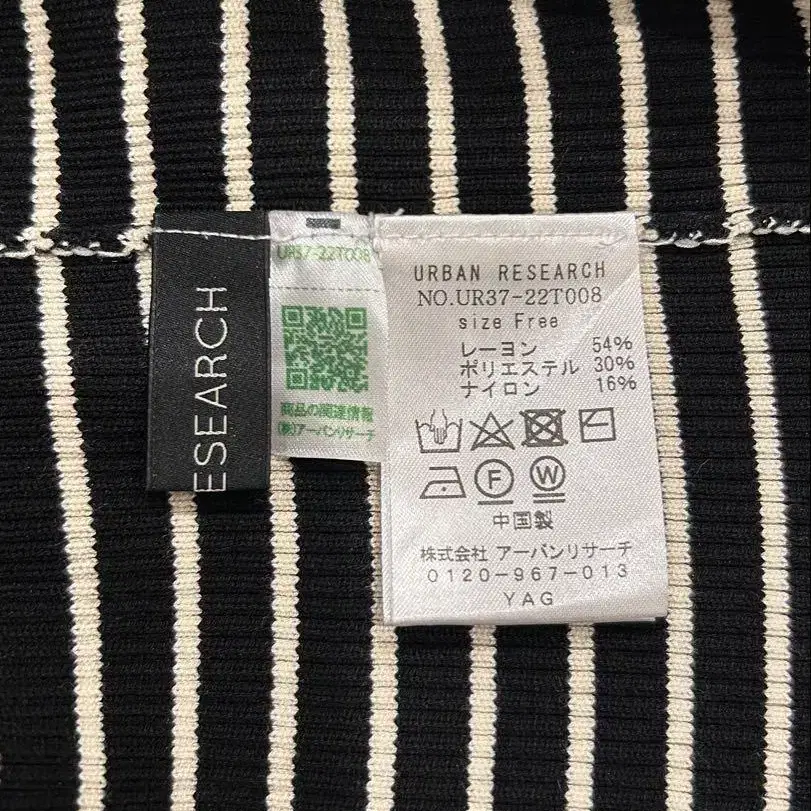 ESEARCH
UR37-22T008
商品の関連情報
(株)アーバンリサーチ
URBAN RESEARCH
NO.UR37-22T008
size Free
レーヨン 54%
ポリエステル 30%
ナイロン 16%
F W
中国製
株式会社 アーバンリサーチ
0120-967-013
YAG